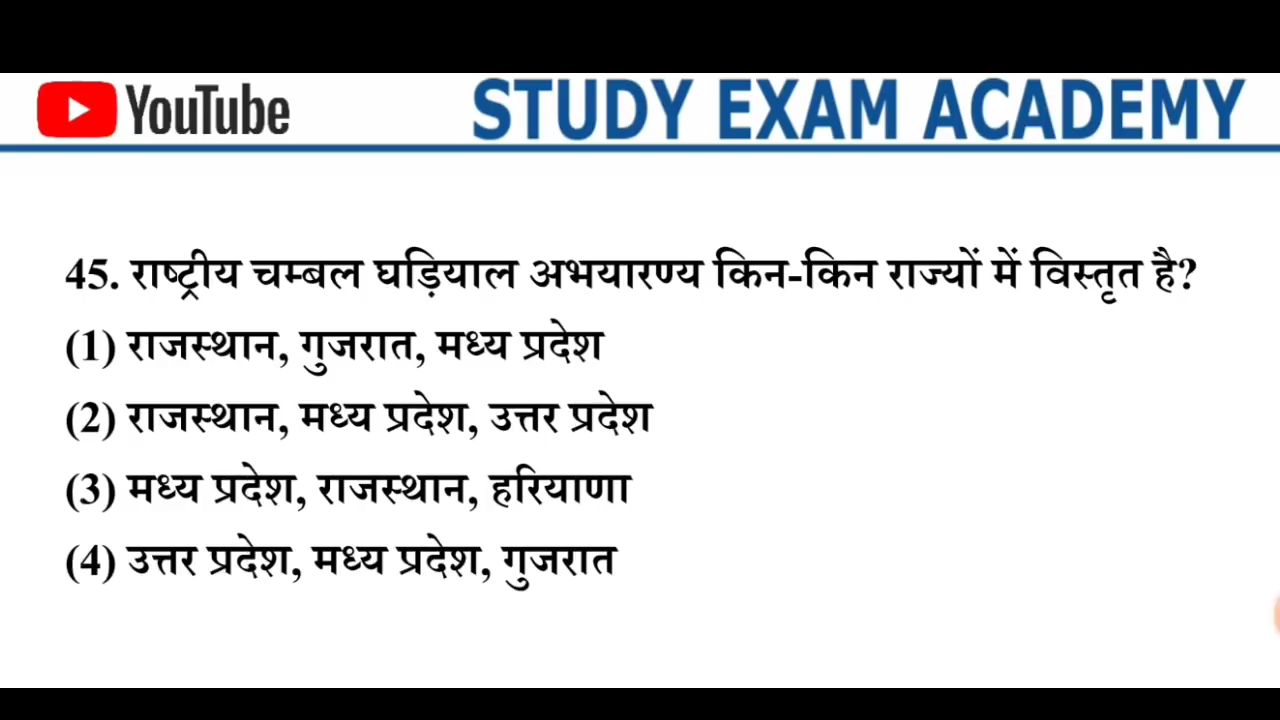 YouTube STUDY EXAM ACADEMY
45. राष्ट्रीय चम्बल घड़ियाल अभयारण्य किन-किन राज्यों में विस्तृत है?
(1) राजस्थान, गुजरात, मध्य प्रदेश
(2) राजस्थान, मध्य प्रदेश, उत्तर प्रदेश
(3) मध्य प्रदेश, राजस्थान, हरियाणा
(4) उत्तर प्रदेश, मध्य प्रदेश, गुजरात